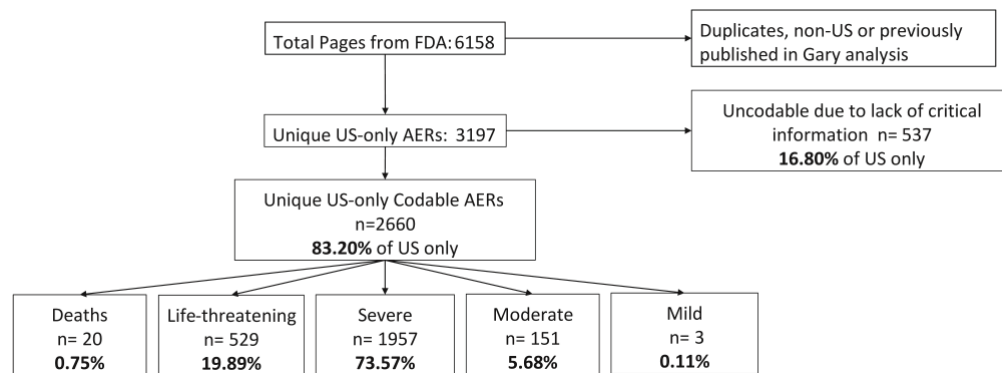 Total Pages from FDA: 6158
Duplicates, non-US or previously
published in Gary analysis
Unique US-only AERs: 3197
Uncodable due to lack of critical
information n= 537
16.80% of US only
Unique US-only Codable AERs
n=2660
83.20% of US only
Deaths
n= 20
0.75%
Life-threatening
n= 529
19.89%
Severe
n= 1957
73.57%
Moderate
n= 151
5.68%
Mild
n= 3
0.11%